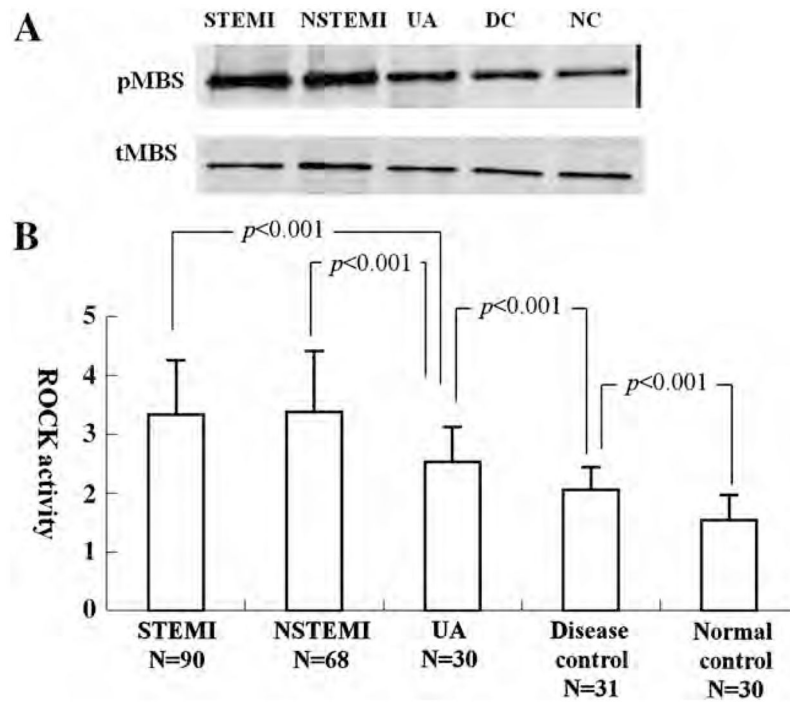 A
STEMI NSTEMI UA DC NC
pMBS
tMBS
B
p<0.001
p<0.001
p<0.001
p<0.001
ROCK activity
5
4
3
2
1
0
STEMI
N=90
NSTEMI
N=68
UA
N=30
Disease
control
N=31
Normal
control
N=30